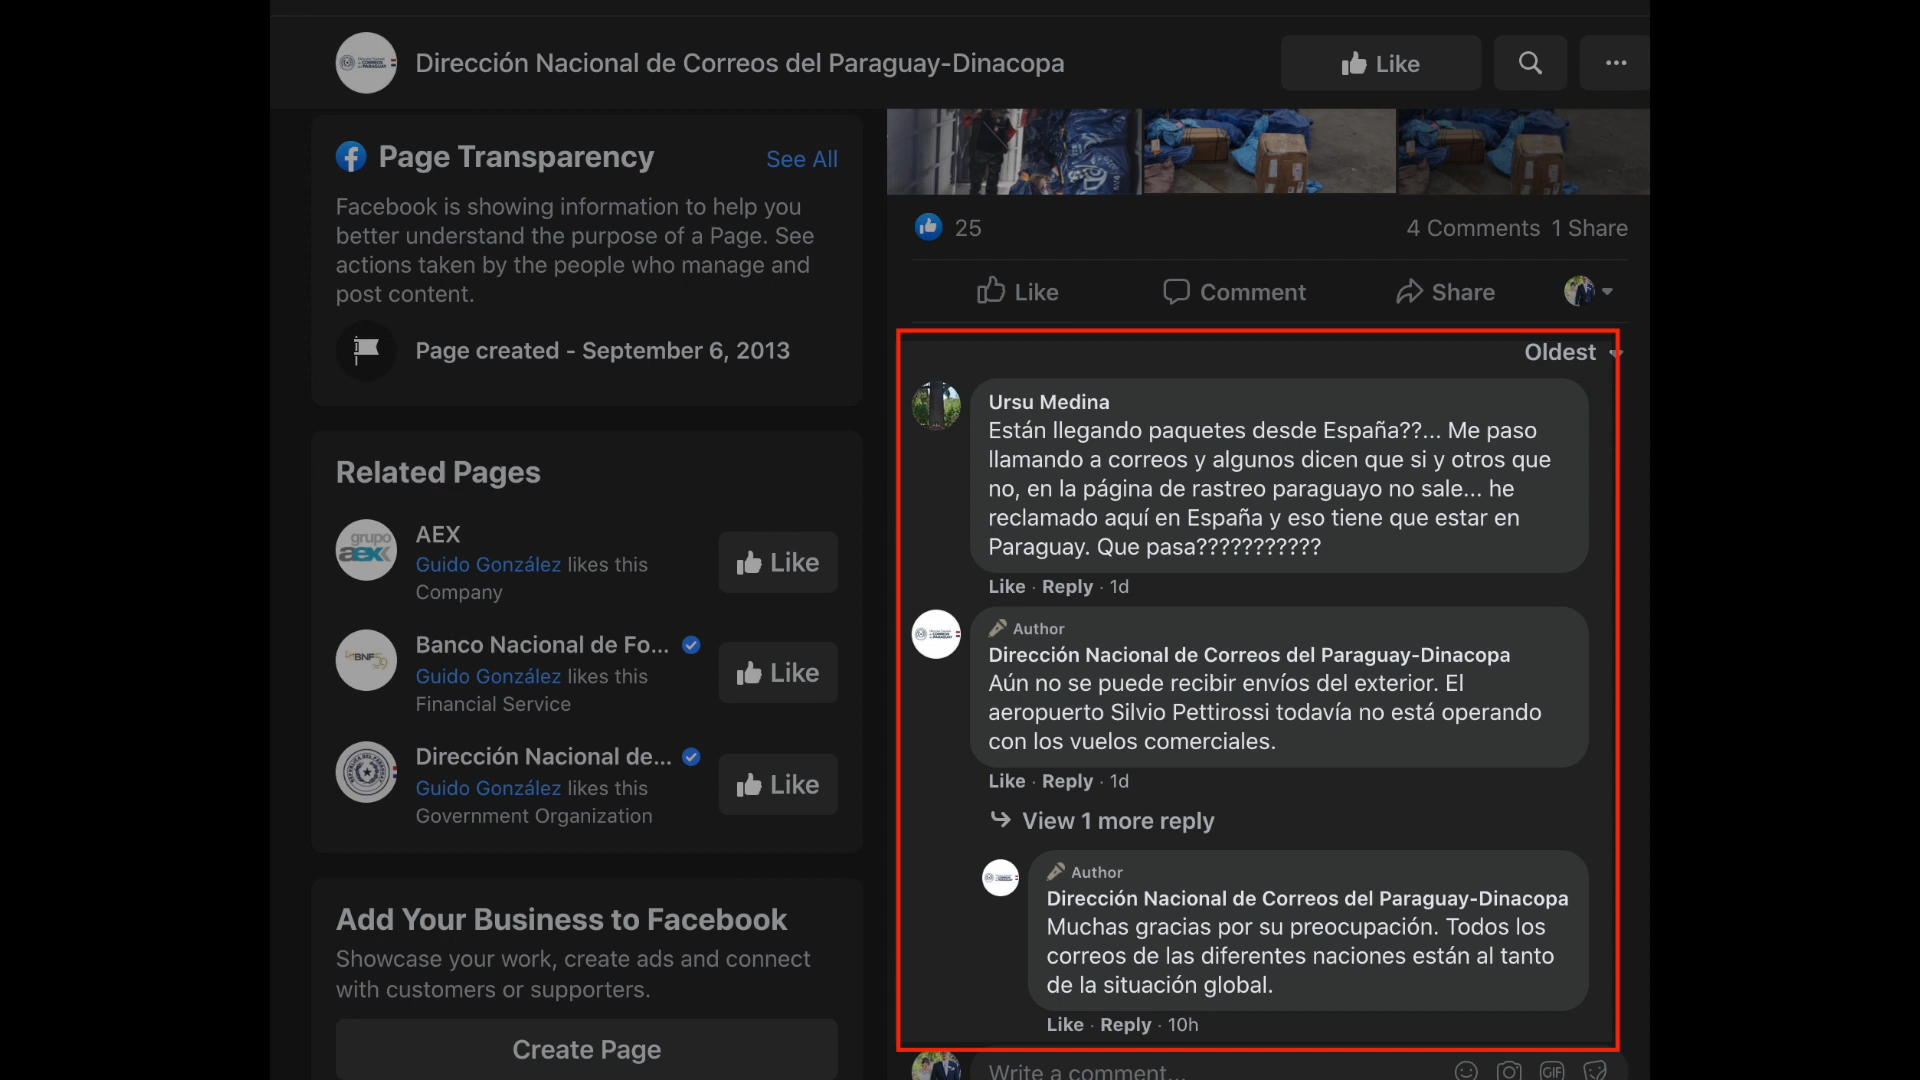 Dirección Nacional de Correos del Paraguay-Dinacopa
Like
Page Transparency
See All
Facebook is showing information to help you
better understand the purpose of a Page. See
actions taken by the people who manage and
post content.
Page created - September 6, 2013
Related Pages
grupo
aex
AEX
Guido González likes this
Company
Like
BNF
Banco Nacional de Fo...
Guido González likes this
Financial Service
Like
Dirección Nacional de...
Guido González likes this
Government Organization
Like
Add Your Business to Facebook
Showcase your work, create ads and connect
with customers or supporters.
Create Page
25
4 Comments 1 Share
Like
Comment
Share
Oldest
Ursu Medina
Están llegando paquetes desde España??... Me paso
llamando a correos y algunos dicen que si y otros que
no, en la página de rastreo paraguayo no sale... he
reclamado aquí en España y eso tiene que estar en
Paraguay. Que pasa???????????
Like · Reply · 1d
Author
Dirección Nacional de Correos del Paraguay-Dinacopa
Aún no se puede recibir envíos del exterior. El
aeropuerto Silvio Pettirossi todavía no está operando
con los vuelos comerciales.
Like · Reply · 1d
View 1 more reply
Author
Dirección Nacional de Correos del Paraguay-Dinacopa
Muchas gracias por su preocupación. Todos los
correos de las diferentes naciones están al tanto
de la situación global.
Like · Reply · 10h
Write a comment...
GIF